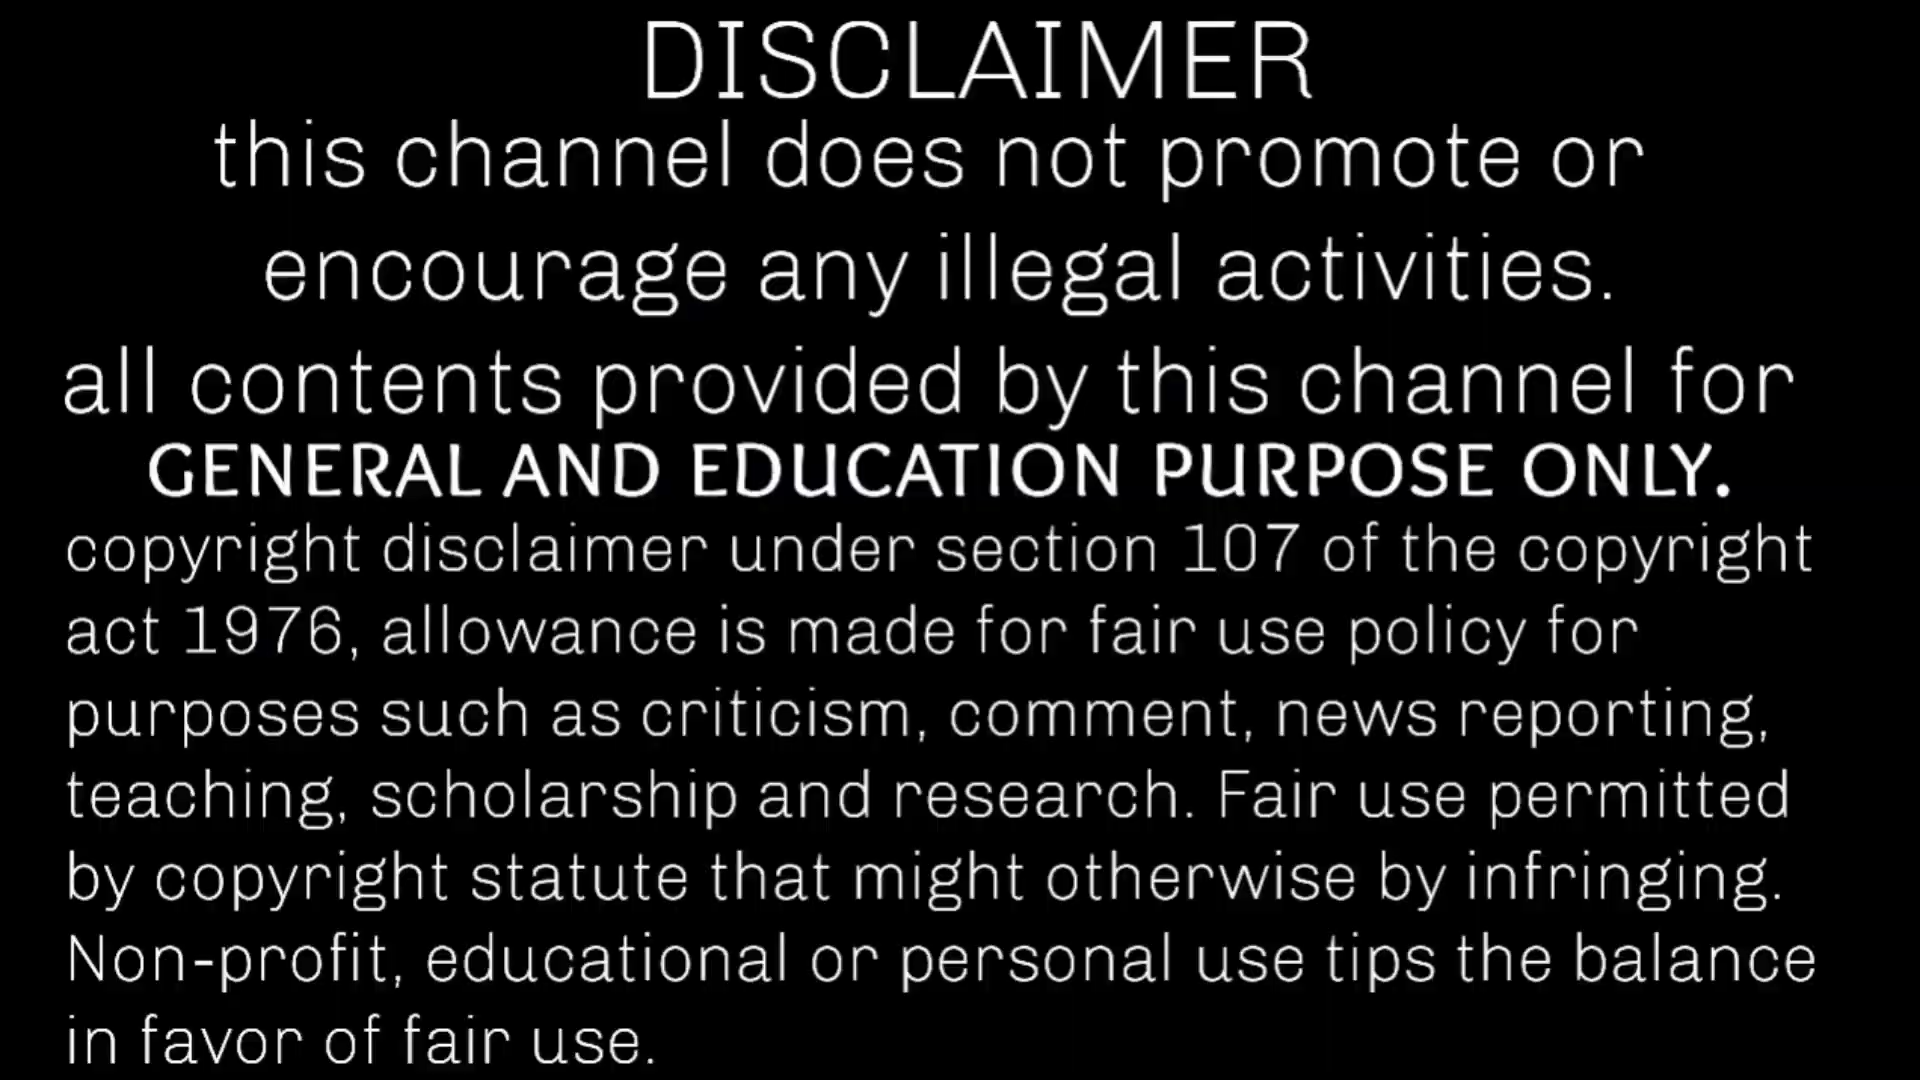 DISCLAIMER
this channel does not promote or
encourage any illegal activities.
all contents provided by this channel for
GENERAL AND EDUCATION PURPOSE ONLY.
copyright disclaimer under section 107 of the copyright
act 1976, allowance is made for fair use policy for
purposes such as criticism, comment, news reporting,
teaching, scholarship and research. Fair use permitted
by copyright statute that might otherwise by infringing.
Non-profit, educational or personal use tips the balance
in favor of fair use.